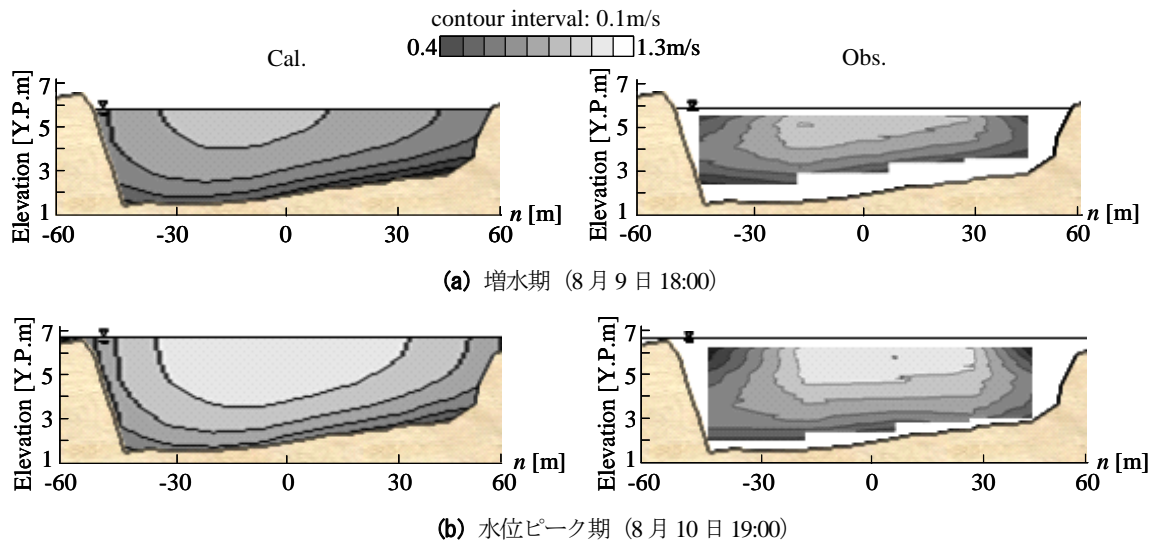 contour interval: 0.1m/s
0.4 1.3m/s
Cal.
Obs.
Elevation [Y.P.m]
7
5
3
1
-60 -30 0 30 60
n [m]
Elevation [Y.P.m]
7
5
3
1
-60 -30 0 30 60
n [m]
(a) 増水期（8月9日 18:00）
Elevation [Y.P.m]
7
5
3
1
-60 -30 0 30 60
n [m]
Elevation [Y.P.m]
7
5
3
1
-60 -30 0 30 60
n [m]
(b) 水位ピーク期（8月10日 19:00）